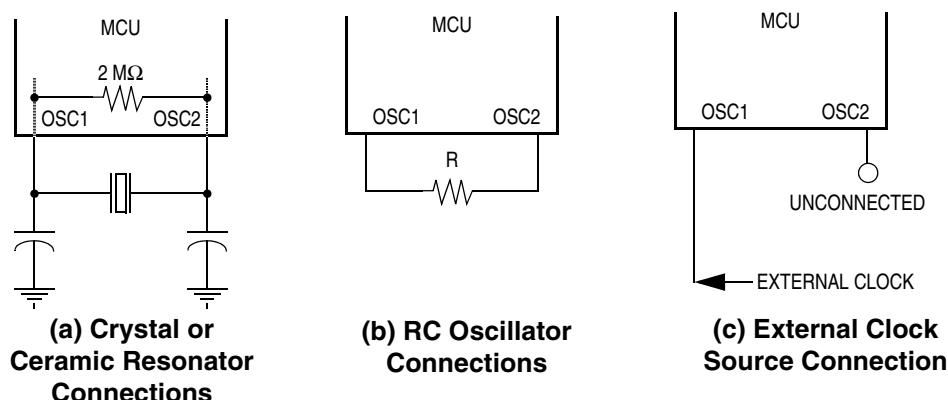 MCU
2 MΩ
OSC1
OSC2
(a) Crystal or
Ceramic Resonator
Connections
MCU
OSC1
OSC2
R
(b) RC Oscillator
Connections
MCU
OSC1
OSC2
UNCONNECTED
EXTERNAL CLOCK
(c) External Clock
Source Connection